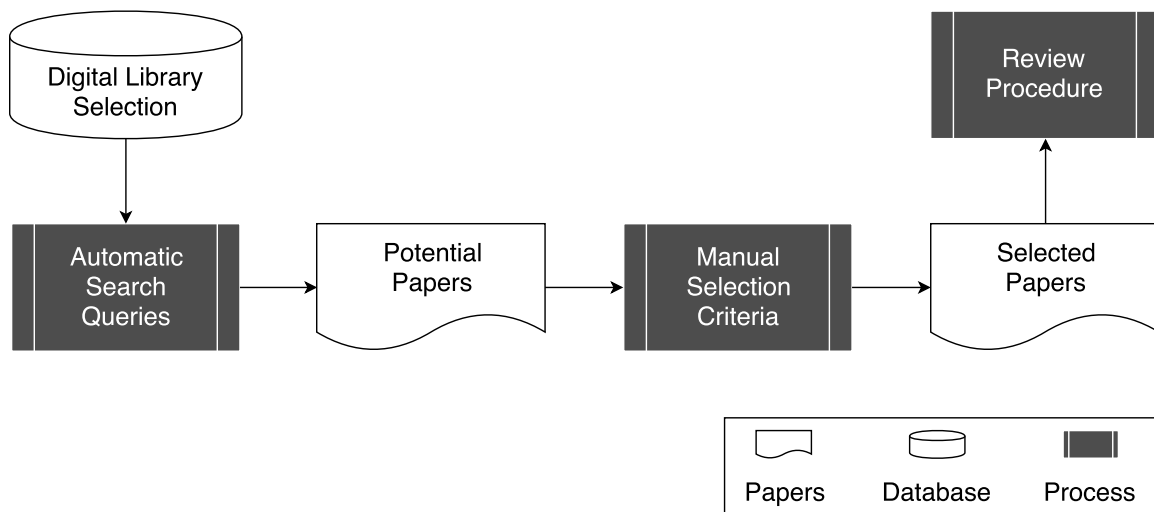 Digital Library
Selection
Review
Procedure
Automatic
Search
Queries
Potential
Papers
Manual
Selection
Criteria
Selected
Papers
Papers
Database
Process